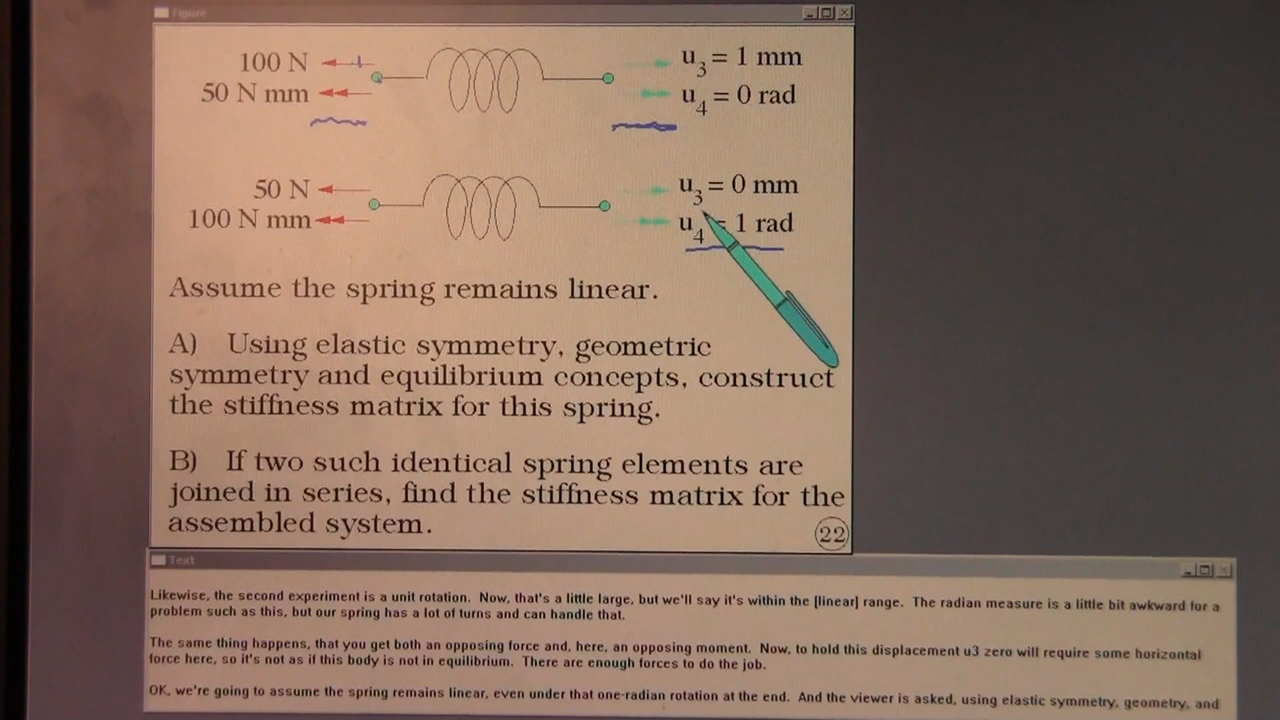 Figure
100 N
u3 = 1 mm
50 N mm
u4 = 0 rad
50 N
u3 = 0 mm
100 N mm
u4 = 1 rad
Assume the spring remains linear.
A) Using elastic symmetry, geometric
symmetry and equilibrium concepts, construct
the stiffness matrix for this spring.
B) If two such identical spring elements are
joined in series, find the stiffness matrix for the
assembled system.
22
Text
Likewise, the second experiment is a unit rotation. Now, that's a little large, but we'll say it's within the [linear] range. The radian measure is a little bit awkward for a
problem such as this, but our spring has a lot of turns and can handle that.
The same thing happens, that you get both an opposing force and, here, an opposing moment. Now, to hold this displacement u3 zero will require some horizontal
force here, so it's not as if this body is not in equilibrium. There are enough forces to do the job.
OK, we're going to assume the spring remains linear, even under that one-radian rotation at the end. And the viewer is asked, using elastic symmetry, geometry, and